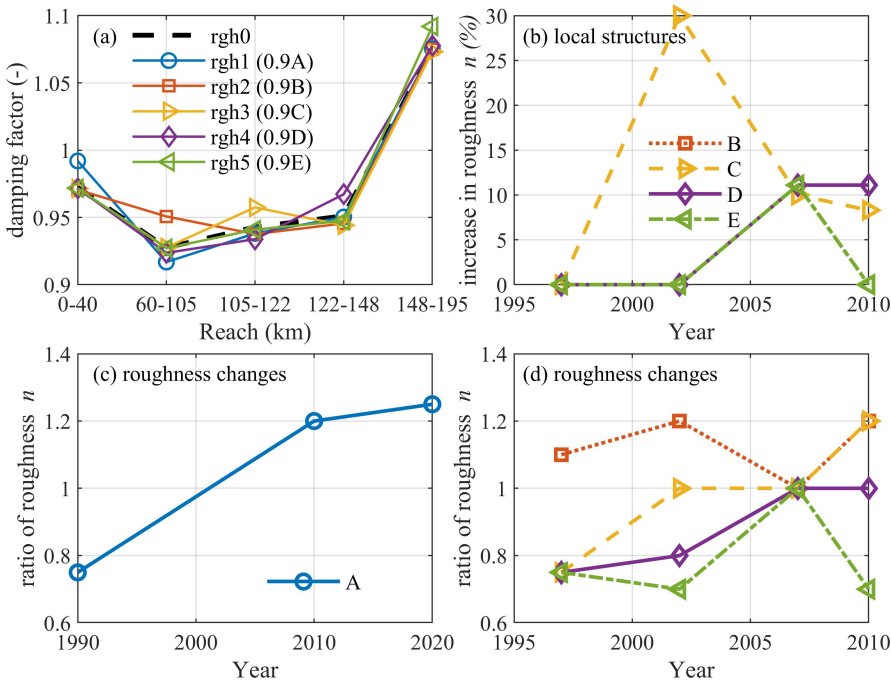 (a)
rgh0
rgh1 (0.9A)
rgh2 (0.9B)
rgh3 (0.9C)
rgh4 (0.9D)
rgh5 (0.9E)
damping factor (-)
1.1
1.05
1
0.95
0.9
0-40 60-105 105-122 122-148 148-195
Reach (km)
(b) local structures
B
C
D
E
increase in roughness n (%)
30
25
20
15
10
5
0
1995 2000 2005 2010
Year
(c) roughness changes
A
ratio of roughness n
1.4
1.2
1
0.8
0.6
1990 2000 2010 2020
Year
(d) roughness changes
ratio of roughness n
1.4
1.2
1
0.8
0.6
1995 2000 2005 2010
Year